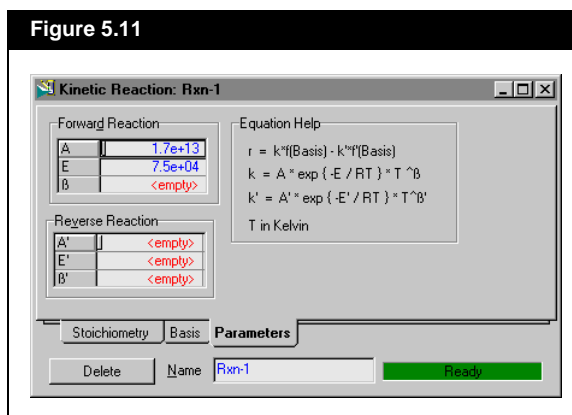 Figure 5.11
Kinetic Reaction: Rxn-1
Forward Reaction
A 1.7e+13
E 7.5e+04
ß <empty>
Reverse Reaction
A' <empty>
E' <empty>
ß' <empty>
Equation Help
r = k*f(Basis) - k'*f'(Basis)
k = A * exp { -E / RT } * T ^ß
k' = A' * exp { -E' / RT } * T ^ß'
T in Kelvin
Stoichiometry Basis Parameters
Delete Name Rxn-1 Ready